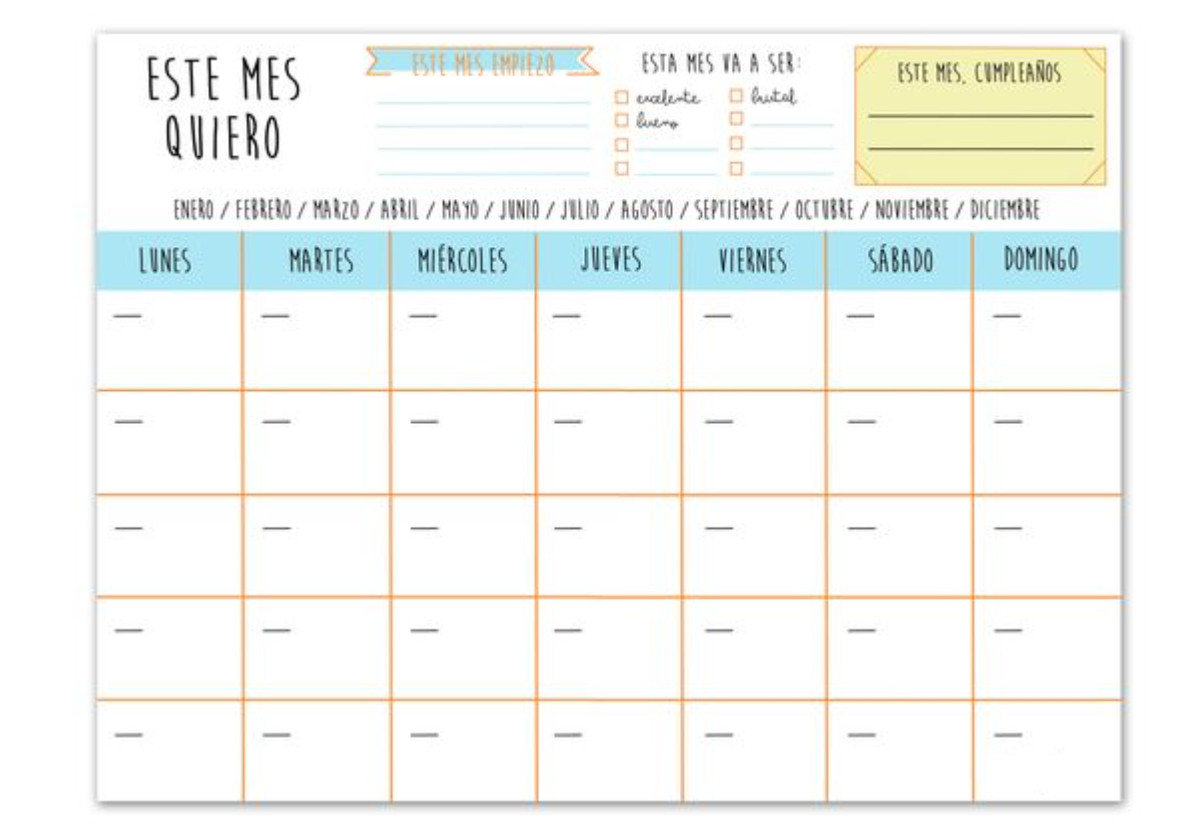 ESTE MES
QUIERO
ESTE MES EMPIEZO
ESTA MES VA A SER:
excelente
brutal
bueno
ESTE MES, CUMPLEAÑOS
ENERO / FEBRERO / MARZO / ABRIL / MAYO / JUNIO / JULIO / AGOSTO / SEPTIEMBRE / OCTUBRE / NOVIEMBRE / DICIEMBRE
LUNES MARTES MIÉRCOLES JUEVES VIERNES SÁBADO DOMINGO